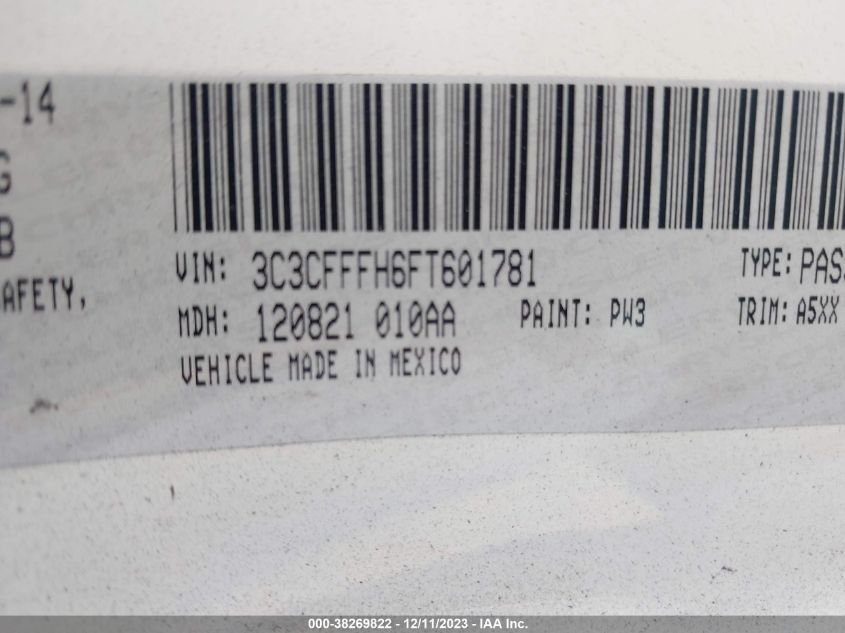 -14
G
B
AFETY,
VIN: 3C3CFFFH6FT601781 TYPE: PASS
MDH: 120821 010AA PAINT: PW3 TRIM: A5XX
VEHICLE MADE IN MEXICO
000-38269822 - 12/11/2023 - IAA Inc.